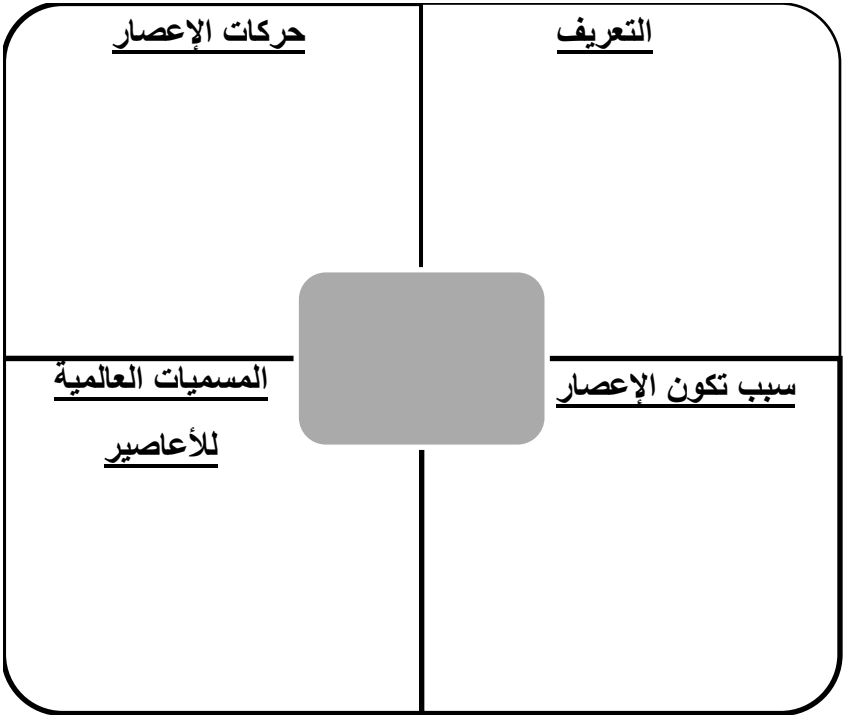 التعريف
حركات الإعصار
سبب تكون الإعصار
المسميات العالمية
للأعاصير